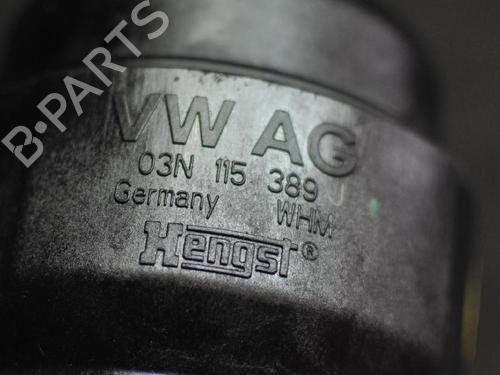 B-PARTS
VW AG
03N 115 389 J
Germany WHM
Hengst®